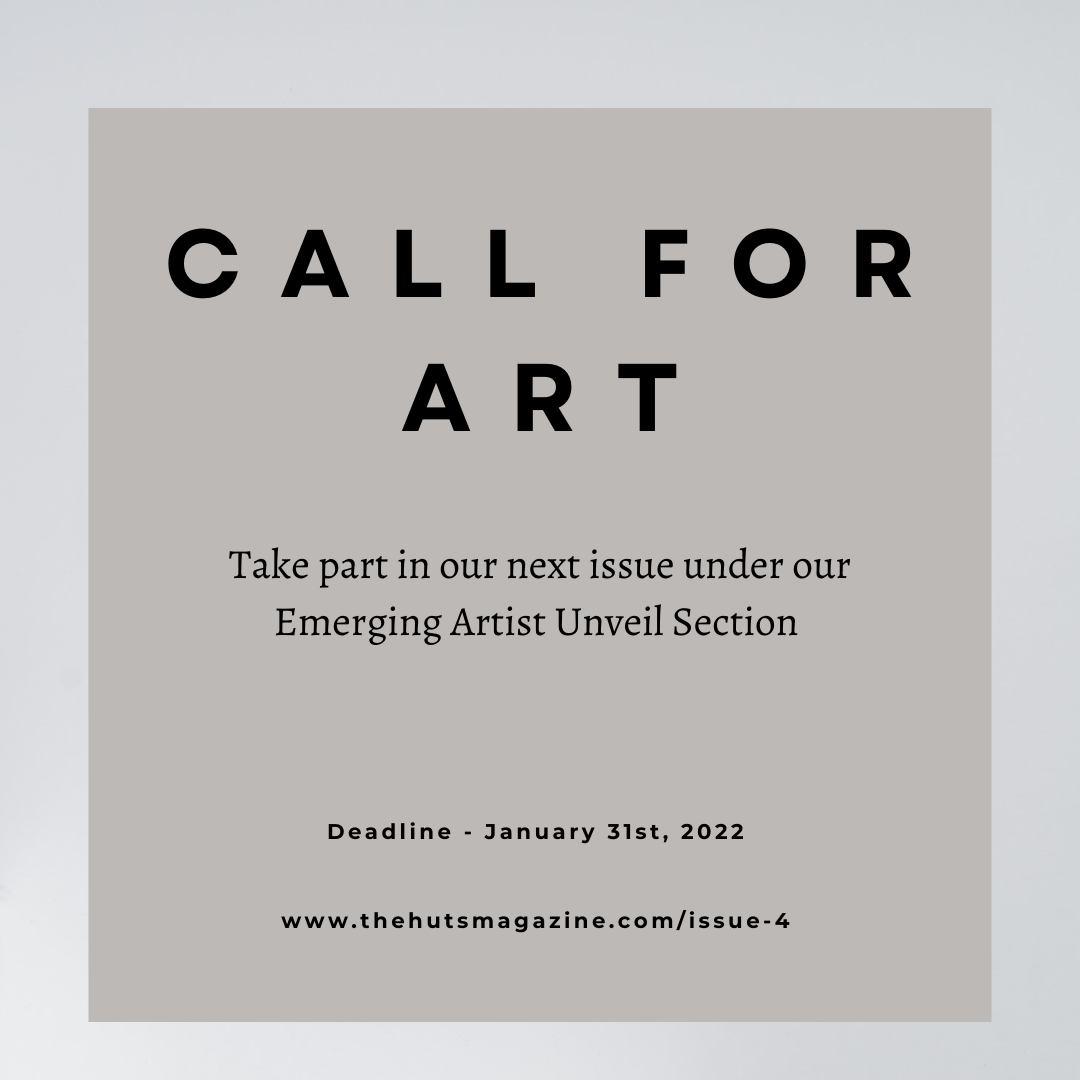 CALL FOR
ART
Take part in our next issue under our
Emerging Artist Unveil Section
Deadline - January 31st, 2022
www.thehutsmagazine.com/issue-4